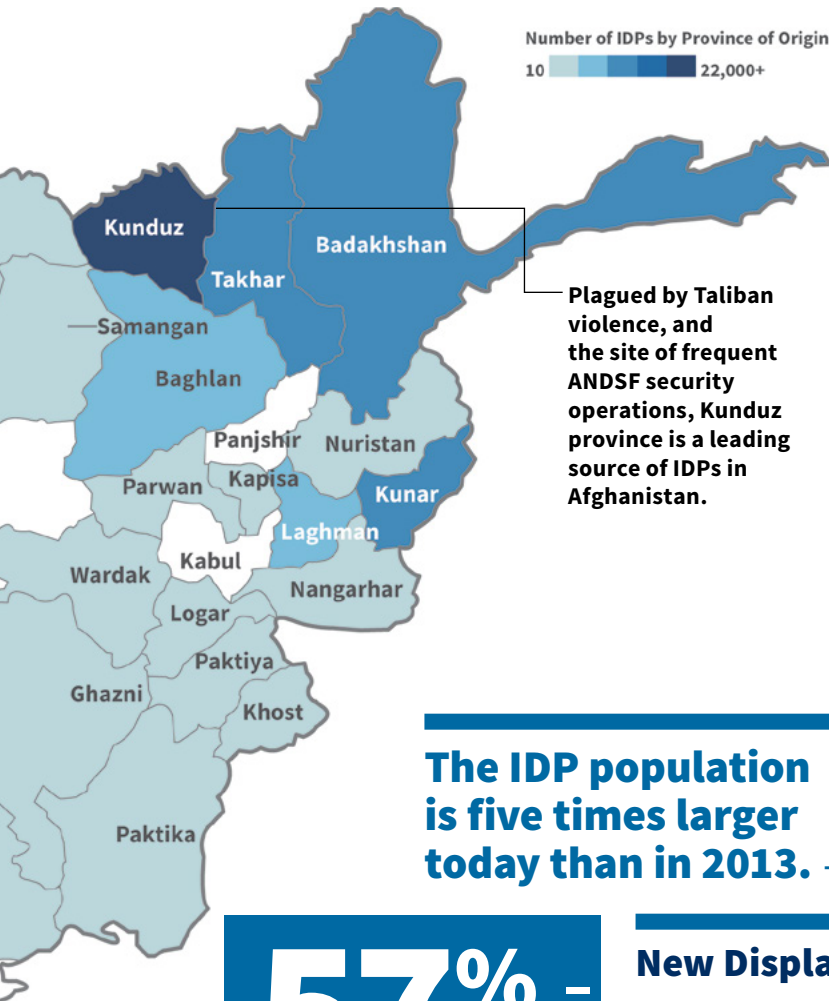 Number of IDPs by Province of Origin
10 22,000+
Kunduz
Badakhshan
Takhar
Samangan
Baghlan
Plagued by Taliban
violence, and
the site of frequent
ANDSF security
operations, Kunduz
province is a leading
source of IDPs in
Afghanistan.
Panjshir
Nuristan
Parwan
Kapisa
Kunar
Laghman
Kabul
Wardak
Nangarhar
Logar
Paktiya
Ghazni
Khost
Paktika
The IDP population
is five times larger
today than in 2013.
57%
New Displa